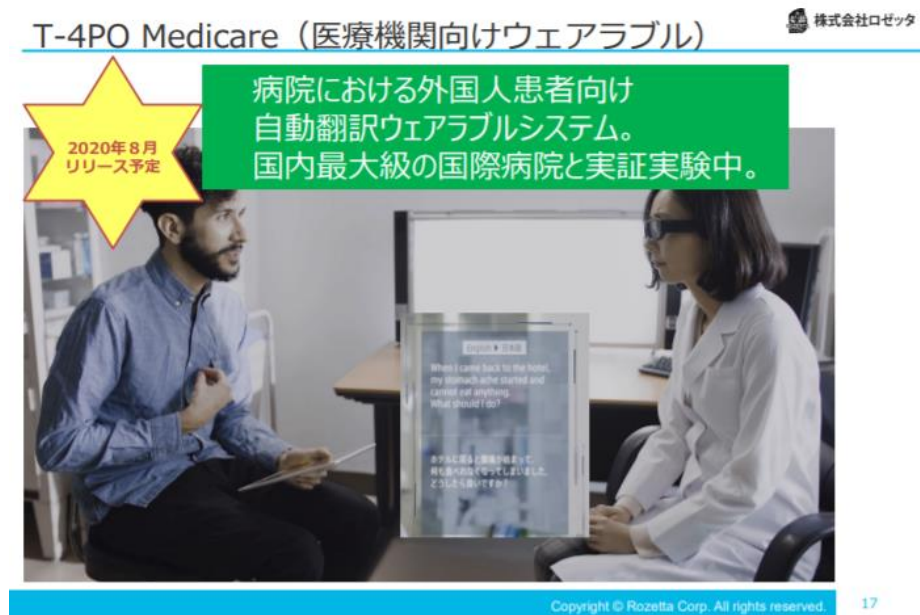 T-4PO Medicare（医療機関向けウェアラブル）
株式会社ロゼッタ
2020年8月
リリース予定
病院における外国人患者向け
自動翻訳ウェアラブルシステム。
国内最大級の国際病院と実証実験中。
English ▶ 日本語
When I came back to the hotel,
my stomach ache started and
cannot eat anything.
What should I do?
ホテルに戻ると腹痛が始まって、
何も食べれなくなってしまいました。
どうしたら良いですか？
Copyright © Rozetta Corp. All rights reserved.
17